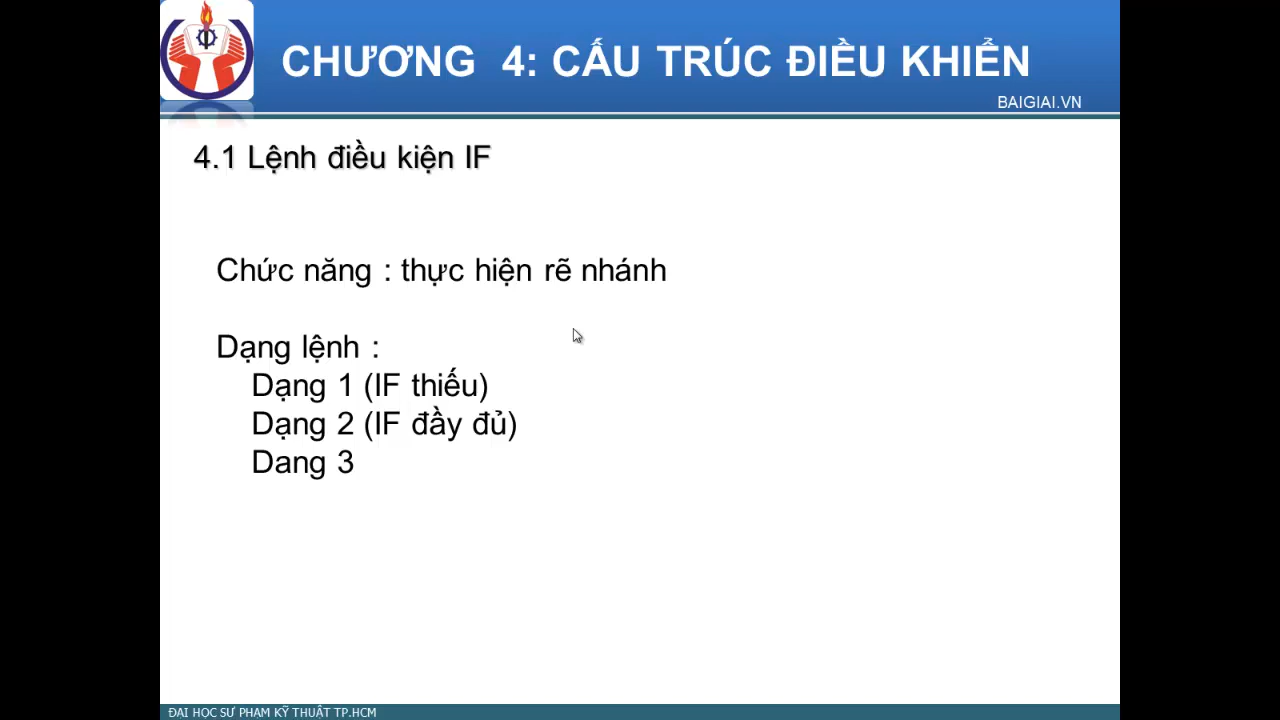 CHƯƠNG 4: CẤU TRÚC ĐIỀU KHIỂN
BAIGIAI.VN
4.1 Lệnh điều kiện IF
Chức năng : thực hiện rẽ nhánh
Dạng lệnh :
Dạng 1 (IF thiếu)
Dạng 2 (IF đầy đủ)
Dang 3
ĐẠI HỌC SƯ PHẠM KỸ THUẬT TP.HCM